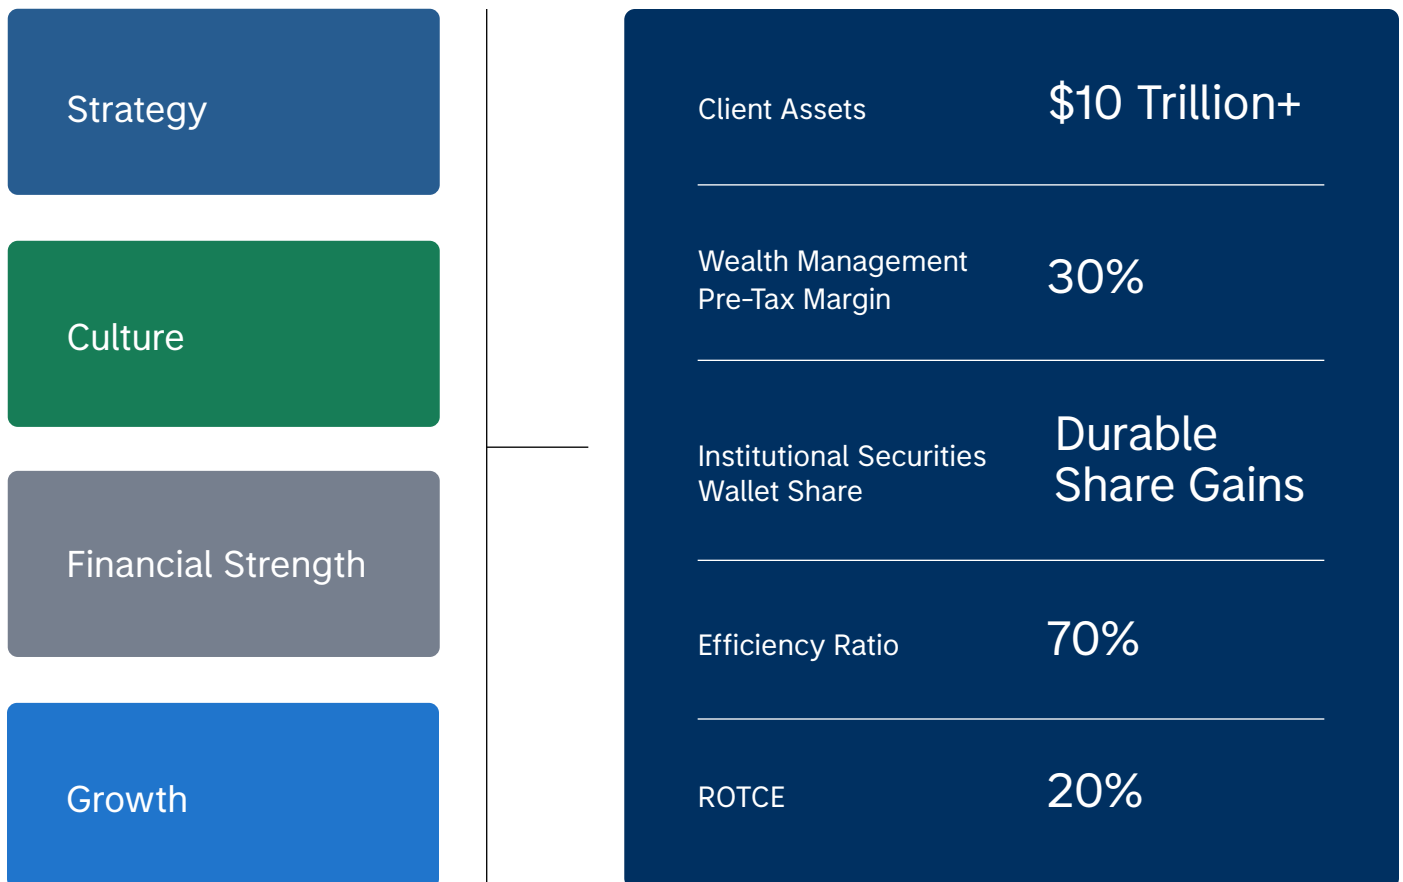 Strategy
Culture
Financial Strength
Growth
Client Assets
$10 Trillion+
Wealth Management
Pre-Tax Margin
30%
Institutional Securities
Wallet Share
Durable
Share Gains
Efficiency Ratio
70%
ROTCE
20%